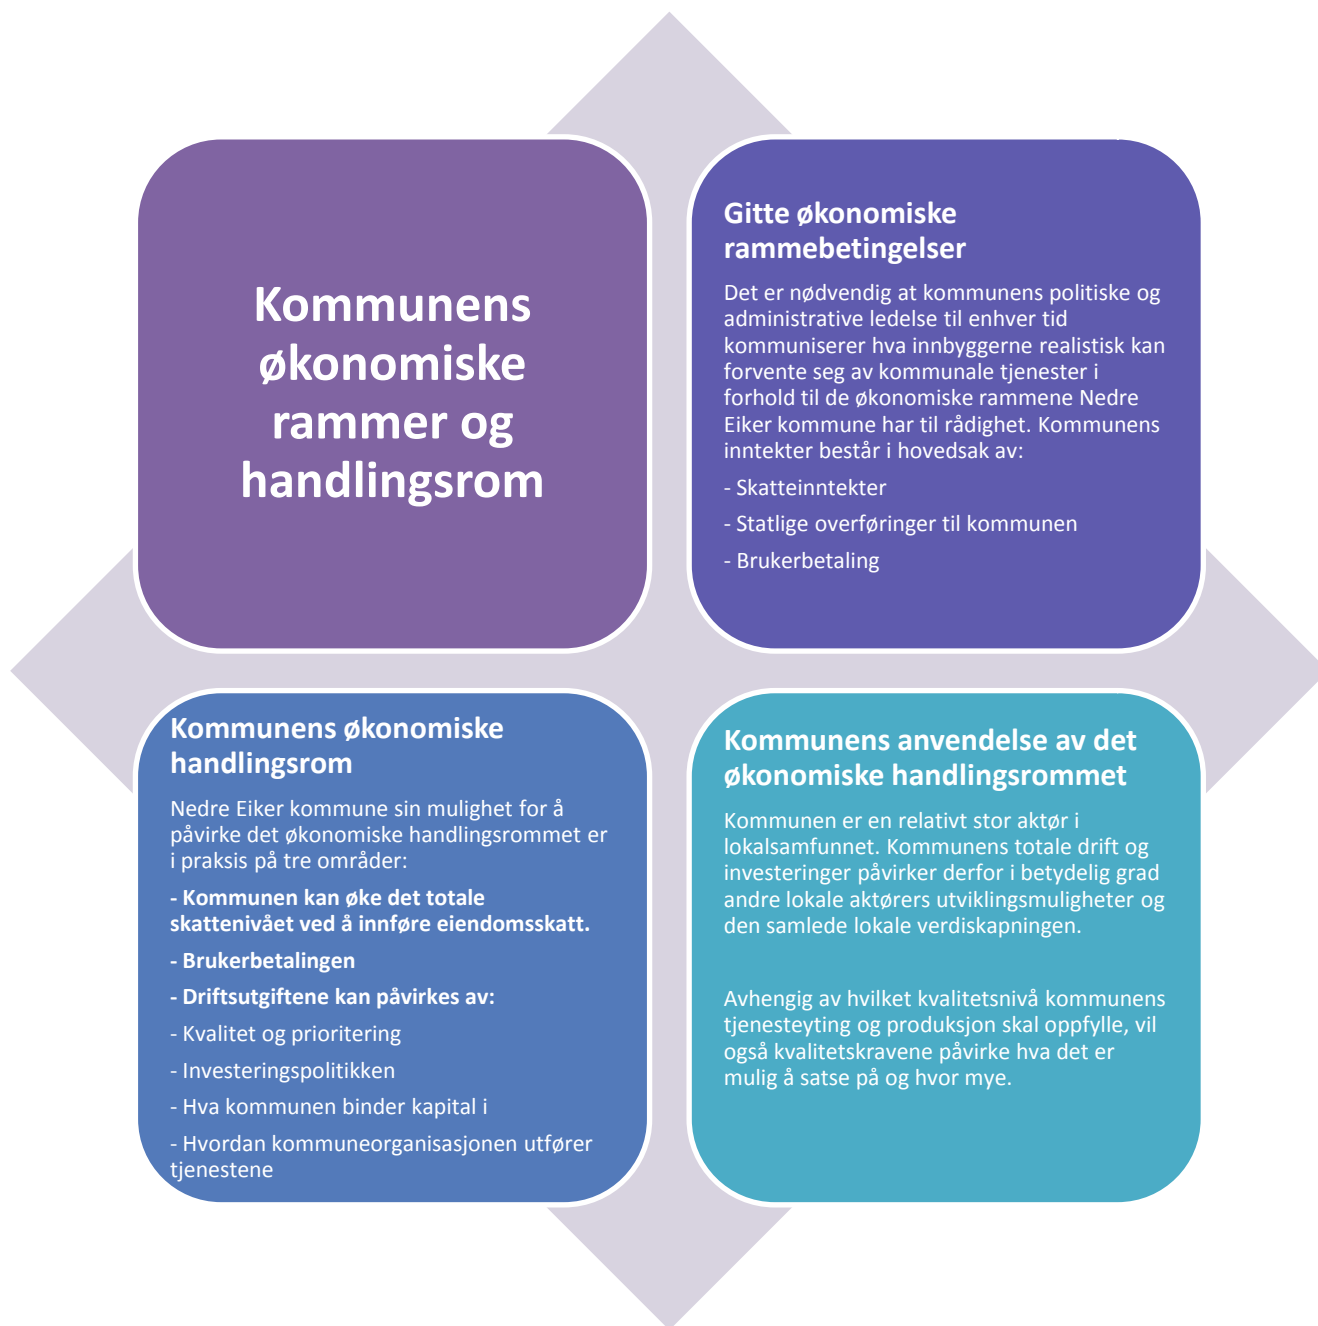 Kommunens
økonomiske
rammer og
handlingsrom
Gitte økonomiske
rammebetingelser
Det er nødvendig at kommunens politiske og
administrative ledelse til enhver tid
kommuniserer hva innbyggerne realistisk kan
forvente seg av kommunale tjenester i
forhold til de økonomiske rammene Nedre
Eiker kommune har til rådighet. Kommunens
inntekter består i hovedsak av:
- Skatteinntekter
- Statlige overføringer til kommunen
- Brukerbetaling
Kommunens økonomiske
handlingsrom
Nedre Eiker kommune sin mulighet for å
påvirke det økonomiske handlingsrommet er
i praksis på tre områder:
- Kommunen kan øke det totale
skattenivået ved å innføre eiendomsskatt.
- Brukerbetalingen
- Driftsutgiftene kan påvirkes av:
- Kvalitet og prioritering
- Investeringspolitikken
- Hva kommunen binder kapital i
- Hvordan kommuneorganisasjonen utfører
tjenestene
Kommunens anvendelse av det
økonomiske handlingsrommet
Kommunen er en relativt stor aktør i
lokalsamfunnet. Kommunens totale drift og
investeringer påvirker derfor i betydelig grad
andre lokale aktørers utviklingsmuligheter og
den samlede lokale verdiskapningen.
Avhengig av hvilket kvalitetsnivå kommunens
tjenesteyting og produksjon skal oppfylle, vil
også kvalitetskravene påvirke hva det er
mulig å satse på og hvor mye.